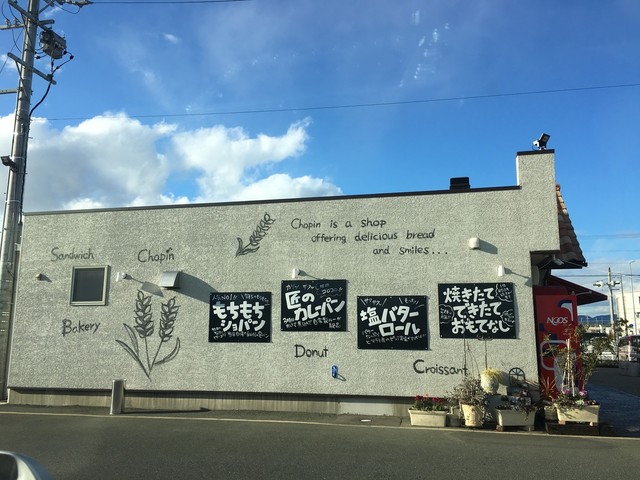 Chopin is a shop
offering delicious bread
and smiles...
Sandwich
Chopin
Bakery
もちもち
ショパン
匠の
カレーパン
塩バター
ロール
焼きたて
できたて
おもてなし
Donut
Croissant